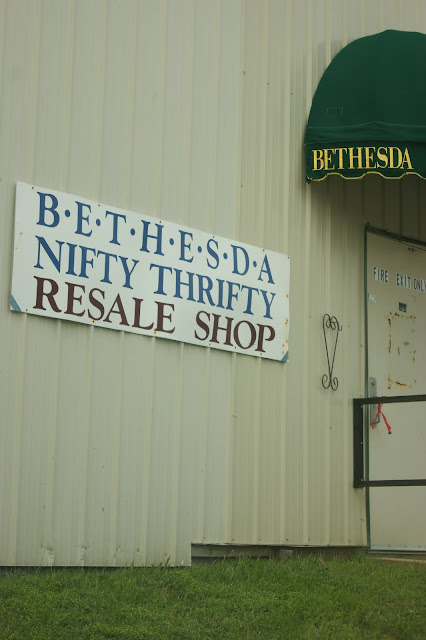 BETHESDA
B·E·T·H·E·S·D·A
NIFTY THRIFTY
RESALE SHOP
FIRE EXIT ONLY